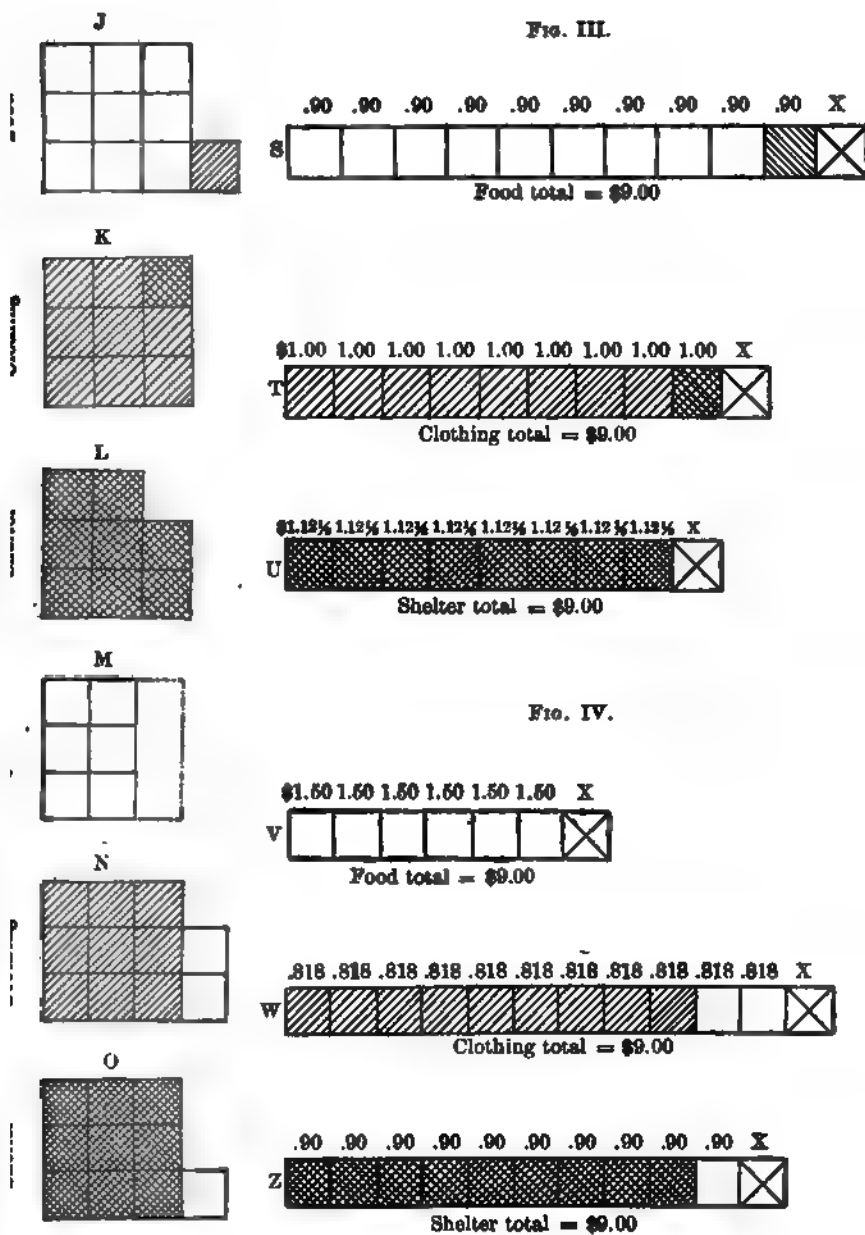 J
FIG. III.
.90 .90 .90 .90 .90 .90 .90 .90 .90 .90 X
S
Food total = $9.00
K
$1.00 1.00 1.00 1.00 1.00 1.00 1.00 1.00 1.00 X
T
Clothing total = $9.00
L
$1.12½ 1.12½ 1.12½ 1.12½ 1.12½ 1.12½ 1.12½ 1.12½ X
U
Shelter total = $9.00
M
FIG. IV.
$1.50 1.50 1.50 1.50 1.50 1.50 X
V
Food total = $9.00
N
.818 .818 .818 .818 .818 .818 .818 .818 .818 .818 .818 X
W
Clothing total = $9.00
O
.90 .90 .90 .90 .90 .90 .90 .90 .90 .90 X
Z
Shelter total = $9.00